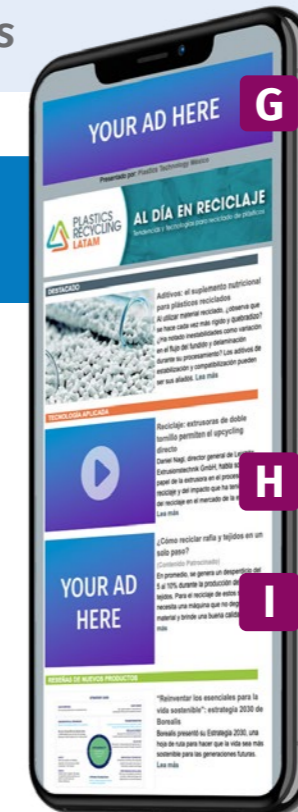 S
YOUR AD HERE
G
Presentado por: Plastics Technology México
PLASTICS
RECYCLING
LATAM
AL DÍA EN RECICLAJE
Tendencias y tecnologías para reciclado de plásticos
DESTACADO
Aditivos: el suplemento nutricional
para plásticos reciclados
Al utilizar material reciclado, ¿observa que
se hace cada vez más rígido y quebradizo?
¿Ha notado inestabilidades como variación
en el flujo del fundido y delaminación
durante su procesamiento? Los aditivos de
estabilización y compatibilización pueden
ser sus aliados. Lea más
TECNOLOGÍA APLICADA
Reciclaje: extrusoras de doble
tornillo permiten el upcycling
directo
Daniel Nagl, director general de
Extrusionstechnik GmbH, habla
papel de la extrusora en el proceso
reciclaje y del impacto que ha
del reciclaje en el mercado de la
Lea más
H
¿Cómo reciclar rafia y tejidos en un
solo paso?
(Contenido Patrocinado)
YOUR AD
HERE
En promedio, se genera un desperdicio del
5 al 10% durante la producción de
tejidos. Para el reciclaje de estos
necesita una máquina que no
material y brinde una buena
más
I
RESEÑAS DE NUEVOS PRODUCTOS
"Reinventar los esenciales para la
vida sostenible": estrategia 2030 de
Borealis
Borealis presentó su Estrategia 2030, una
hoja de ruta para hacer que la vida sea más
sostenible para las generaciones futuras.
Lea más